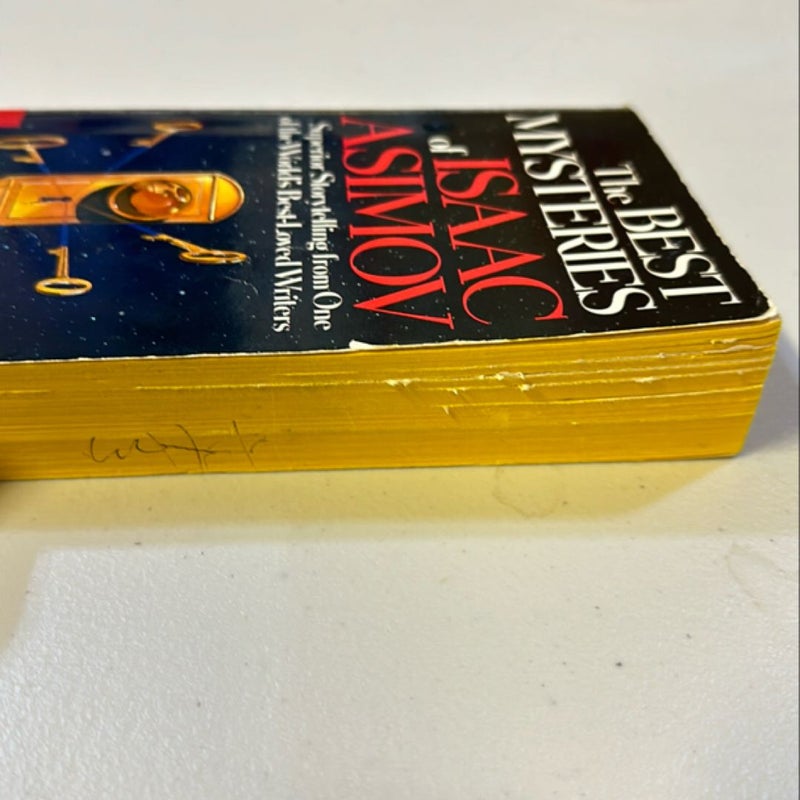 The BEST
MYSTERIES
of ISAAC
ASIMOV
Superior Storytelling from One
of the World's Best-Loved Writers